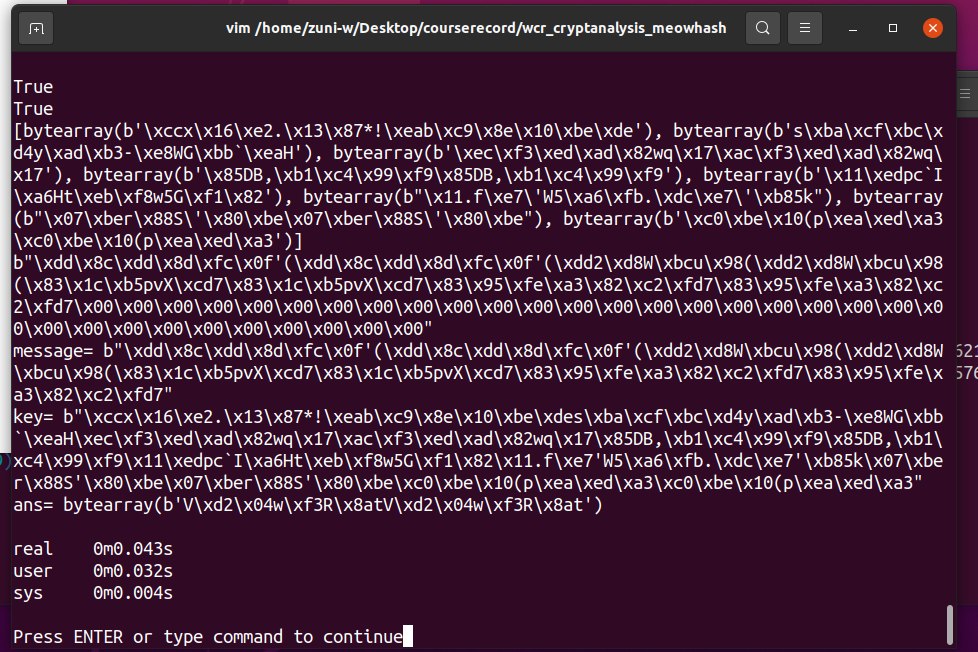 vim /home/zuni-w/Desktop/courserecord/wcr_cryptanalysis_meowhash
True
True
[bytearray(b'\xccx\x16\xe2.\x13\x87*!\xeab\xc9\x8e\x10\xbe\xde'), bytearray(b's\xba\xcf\xbc\x
d4y\xad\xb3-\xe8WG\xbb`\xeaH'), bytearray(b'\xec\xf3\xed\xad\x82wq\x17\xac\xf3\xed\xad\x82wq\
x17'), bytearray(b'\x85DB,\xb1\xc4\x99\xf9\x85DB,\xb1\xc4\x99\xf9'), bytearray(b'\x11\xedpc`I
\xa6Ht\xeb\xf8w5G\xf1\x82'), bytearray(b"\x11.f\xe7\'W5\xa6\xfb.\xdc\xe7\'\xb85k"), bytearray
(b"\x07\xber\x88S\'\x80\xbe\x07\xber\x88S\'\x80\xbe"), bytearray(b'\xc0\xbe\x10(p\xea\xed\xa3
\xc0\xbe\x10(p\xea\xed\xa3')]
b"\xdd\x8c\xdd\x8d\xfc\x0f'(\xdd\x8c\xdd\x8d\xfc\x0f'(\xdd2\xd8W\xbcu\x98(\xdd2\xd8W\xbcu\x98
(\x83\x1c\xb5pvX\xcd7\x83\x1c\xb5pvX\xcd7\x83\x95\xfe\xa3\x82\xc2\xfd7\x83\x95\xfe\xa3\x82\xc
2\xfd7\x00\x00\x00\x00\x00\x00\x00\x00\x00\x00\x00\x00\x00\x00\x00\x00\x00\x00\x00\x00\x00\x0
0\x00\x00\x00\x00\x00\x00\x00\x00\x00\x00"
message= b"\xdd\x8c\xdd\x8d\xfc\x0f'(\xdd\x8c\xdd\x8d\xfc\x0f'(\xdd2\xd8W\xbcu\x98(\xdd2\xd8W
\xbcu\x98(\x83\x1c\xb5pvX\xcd7\x83\x1c\xb5pvX\xcd7\x83\x95\xfe\xa3\x82\xc2\xfd7\x83\x95\xfe\x
a3\x82\xc2\xfd7"
key= b"\xccx\x16\xe2.\x13\x87*!\xeab\xc9\x8e\x10\xbe\xdes\xba\xcf\xbc\xd4y\xad\xb3-\xe8WG\xbb
`\xeaH\xec\xf3\xed\xad\x82wq\x17\xac\xf3\xed\xad\x82wq\x17\x85DB,\xb1\xc4\x99\xf9\x85DB,\xb1\
xc4\x99\xf9\x11\xedpc`I\xa6Ht\xeb\xf8w5G\xf1\x82\x11.f\xe7'W5\xa6\xfb.\xdc\xe7'\xb85k\x07\xbe
r\x88S'\x80\xbe\x07\xber\x88S'\x80\xbe\xc0\xbe\x10(p\xea\xed\xa3\xc0\xbe\x10(p\xea\xed\xa3"
ans= bytearray(b'V\xd2\x04w\xf3R\x8atV\xd2\x04w\xf3R\x8at')
real 0m0.043s
user 0m0.032s
sys 0m0.004s
Press ENTER or type command to continue